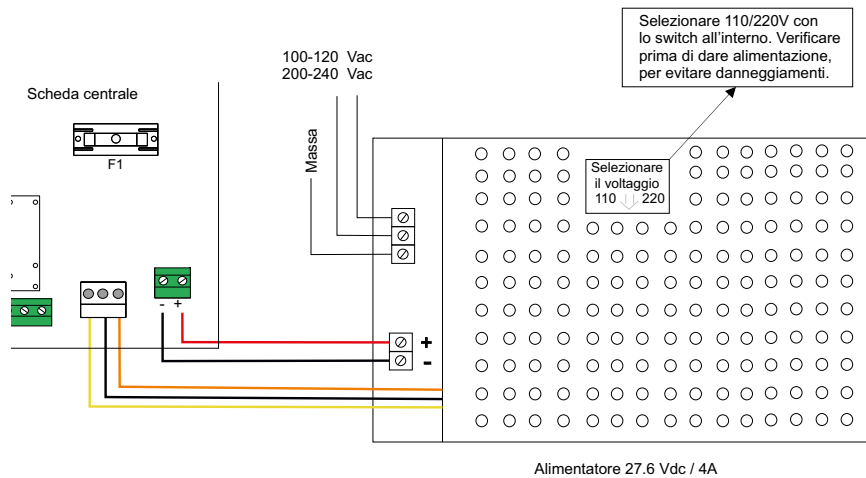 Selezionare 110/220V con
lo switch all'interno. Verificare
prima di dare alimentazione,
per evitare danneggiamenti.
100-120 Vac
200-240 Vac
Scheda centrale
F1
Massa
Selezionare
il voltaggio
110 220
- +
+
-
Alimentatore 27.6 Vdc / 4A